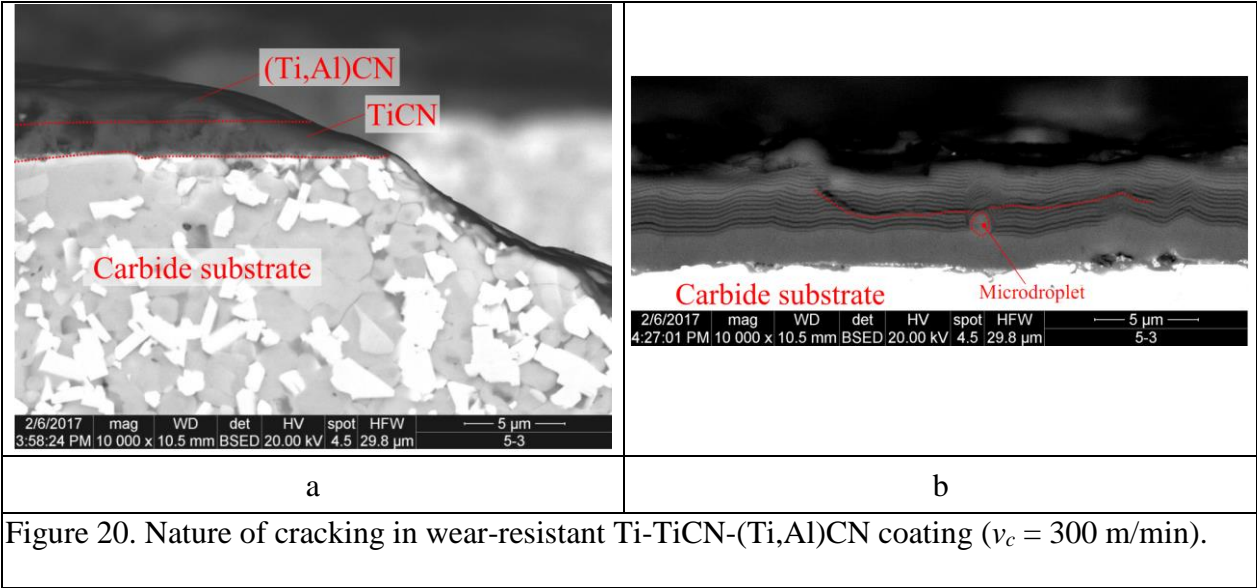 (Ti,Al)CN
TiCN
Carbide substrate
2/6/2017 mag WD det HV spot HFW 5 µm
3:58:24 PM 10 000 x 10.5 mm BSED 20.00 kV 4.5 29.8 µm 5-3
Microdroplet
Carbide substrate
2/6/2017 mag WD det HV spot HFW 5 µm
4:27:01 PM 10 000 x 10.5 mm BSED 20.00 kV 4.5 29.8 µm 5-3
a
b
Figure 20. Nature of cracking in wear-resistant Ti-TiCN-(Ti,Al)CN coating (vc = 300 m/min).